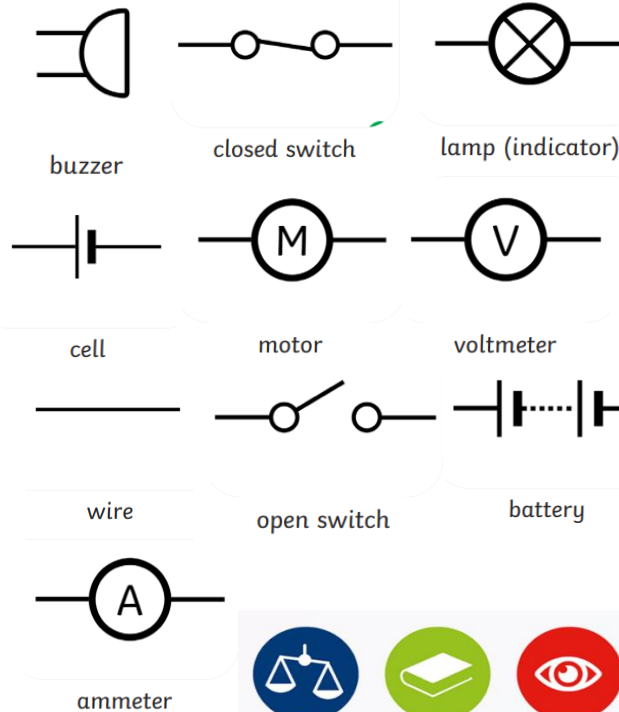 buzzer
closed switch
lamp (indicator)
M
V
cell
motor
voltmeter
wire
open switch
battery
A
ammeter